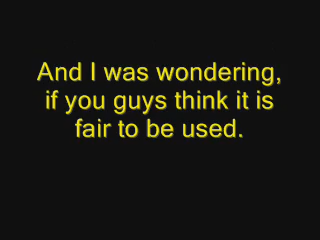 And I was wondering,
if you guys think it is
fair to be used.